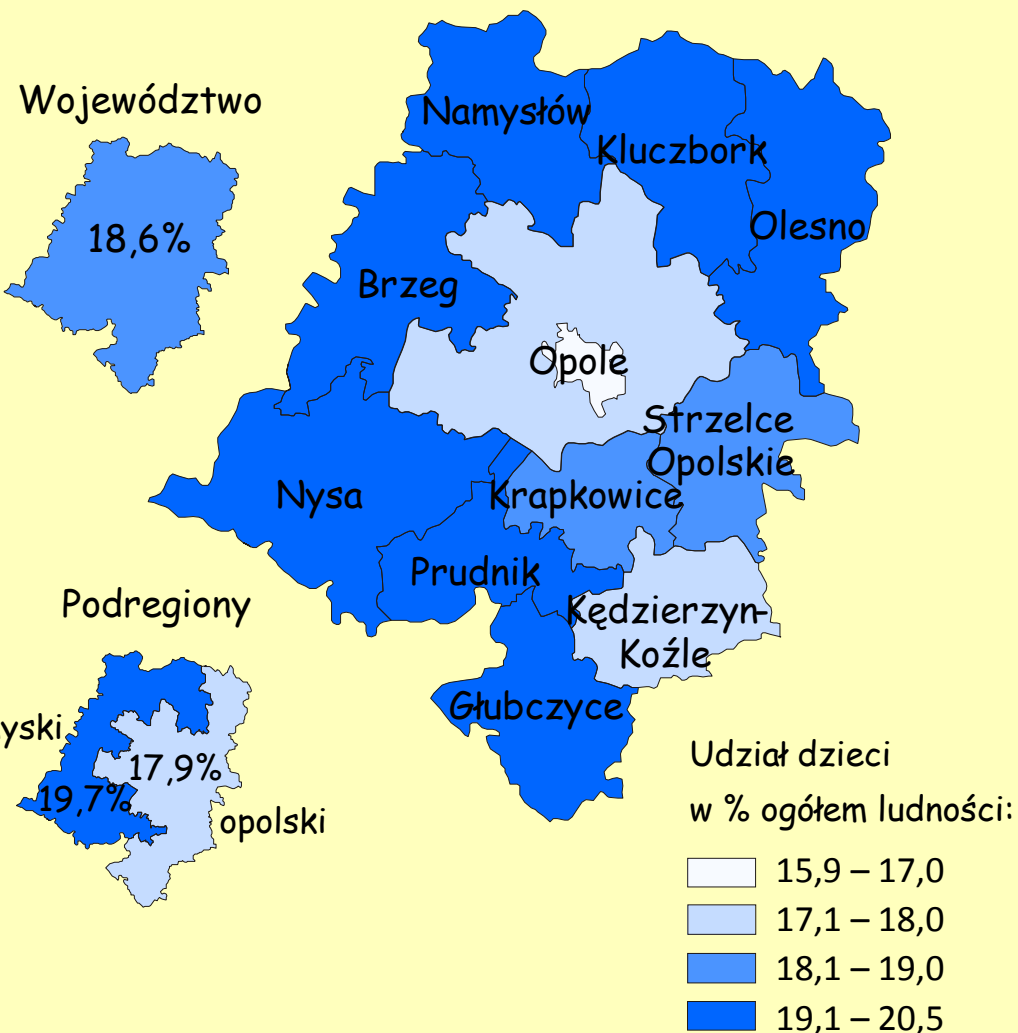 Województwo
18,6%
Namysłów
Kluczbork
Olesno
Brzeg
Opole
Strzelce
Opolskie
Nysa
Krapkowice
Prudnik
Kędzierzyn-
Koźle
Głubczyce
Podregiony
yski
17,9%
19,7%
opolski
Udział dzieci
w % ogółem ludności:
15,9 – 17,0
17,1 – 18,0
18,1 – 19,0
19,1 – 20,5